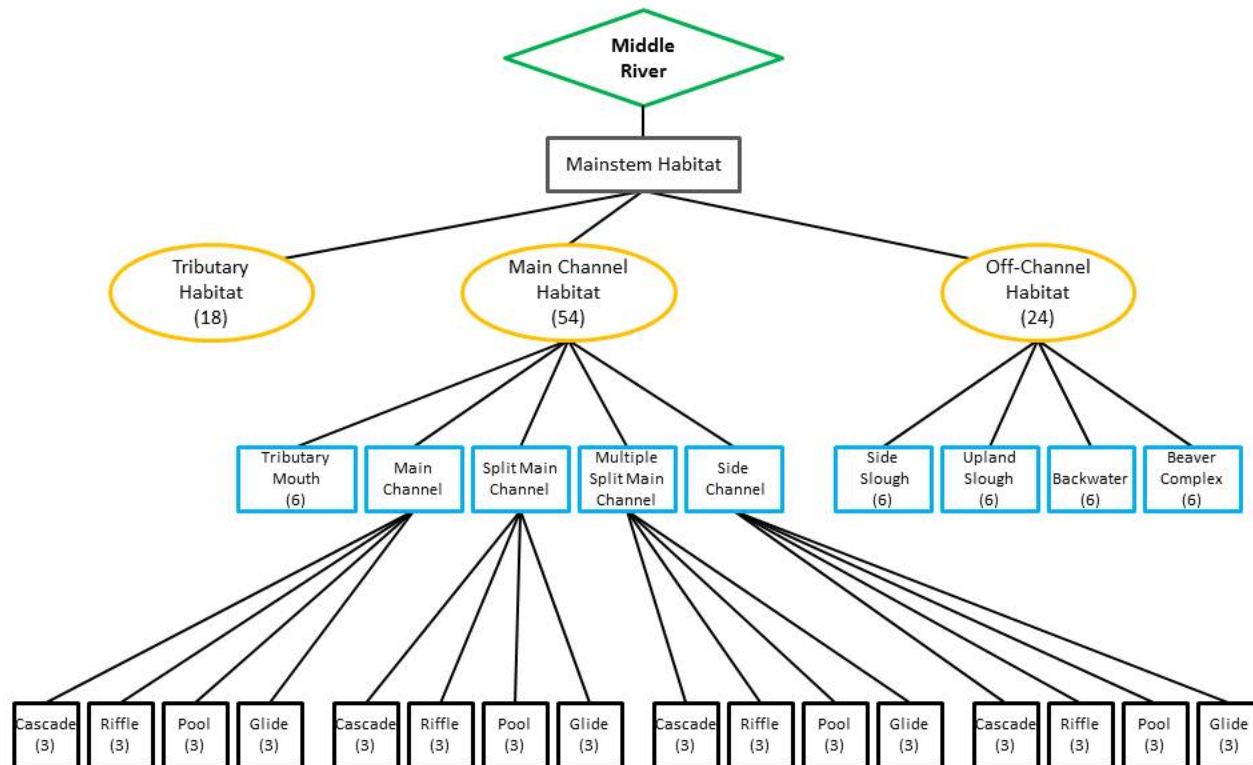 Middle
River
Mainstem Habitat
Tributary
Habitat
(18)
Main Channel
Habitat
(54)
Off-Channel
Habitat
(24)
Tributary
Mouth
(6)
Main
Channel
Split Main
Channel
Multiple
Split Main
Channel
Side
Channel
Side
Slough
(6)
Upland
Slough
(6)
Backwater
(6)
Beaver
Complex
(6)
Cascade
(3)
Riffle
(3)
Pool
(3)
Glide
(3)
Cascade
(3)
Riffle
(3)
Pool
(3)
Glide
(3)
Cascade
(3)
Riffle
(3)
Pool
(3)
Glide
(3)
Cascade
(3)
Riffle
(3)
Pool
(3)
Glide
(3)